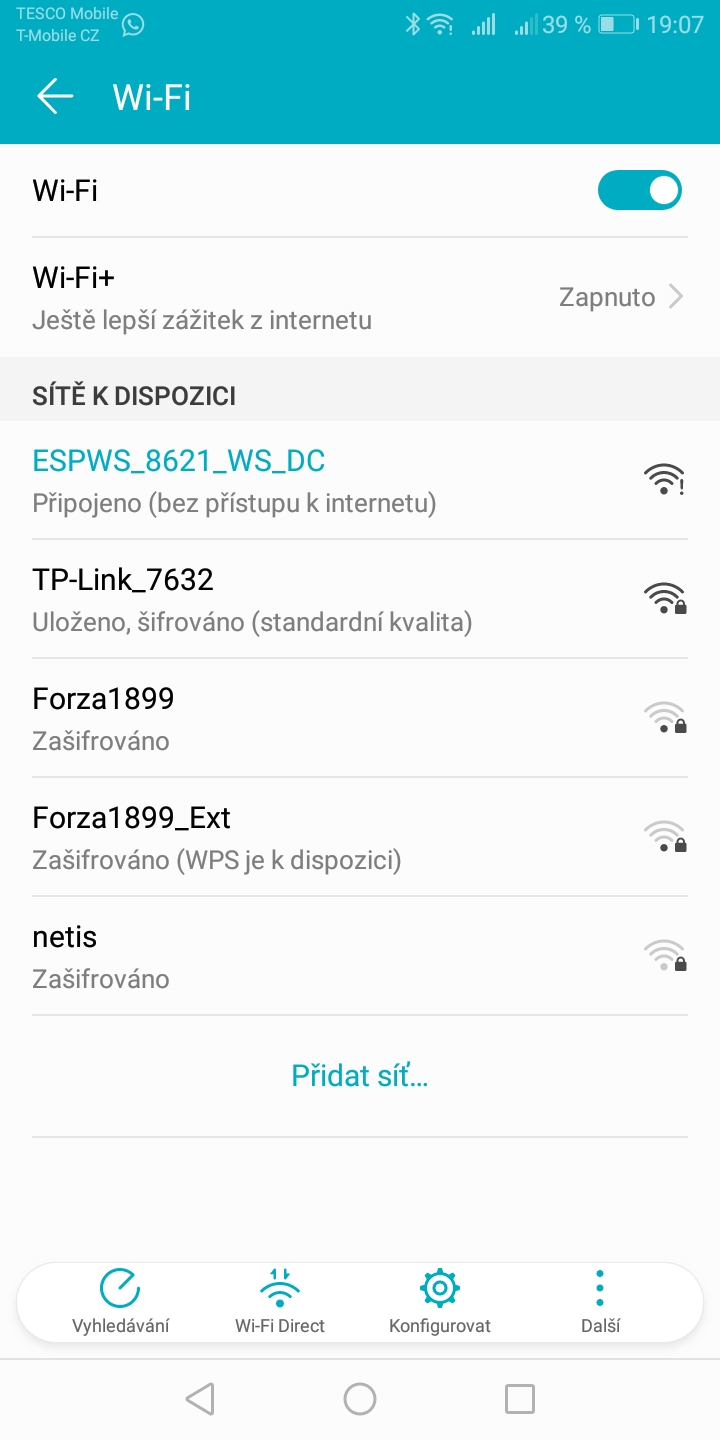 TESCO Mobile
T-Mobile CZ
39 % 19:07
Wi-Fi
Wi-Fi
Wi-Fi+
Ještě lepší zážitek z internetu
Zapnuto
SÍTĚ K DISPOZICI
ESPWS_8621_WS_DC
Připojeno (bez přístupu k internetu)
TP-Link_7632
Uloženo, šifrováno (standardní kvalita)
Forza1899
Zašifrováno
Forza1899_Ext
Zašifrováno (WPS je k dispozici)
netis
Zašifrováno
Přidat síť...
Vyhledávání Wi-Fi Direct Konfigurovat Další